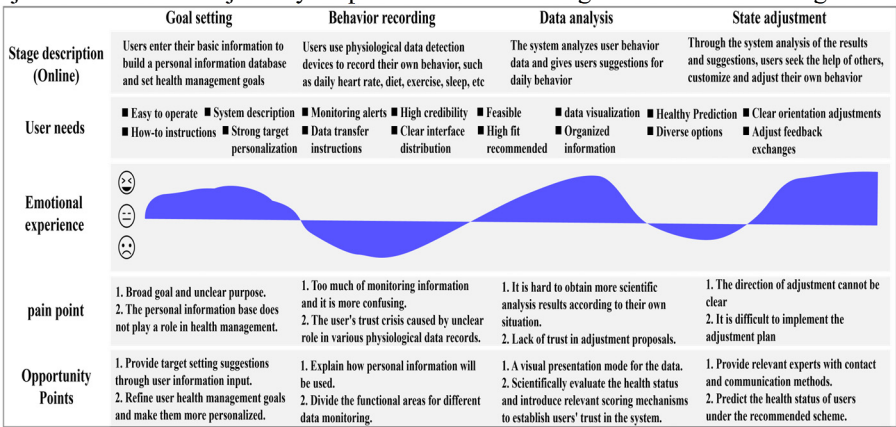 Goal setting
Behavior recording
Data analysis
State adjustment
Stage description
(Online)
Users enter their basic information to
build a personal information database
and set health management goals
Users use physiological data detection
devices to record their own behavior, such
as daily heart rate, diet, exercise, sleep, etc
The system analyzes user behavior
data and gives users suggestions for
daily behavior
Through the system analysis of the results
and suggestions, users seek the help of others,
customize and adjust their own behavior
User needs
■ Easy to operate ■ System description
■ How-to instructions ■ Strong target
personalization
■ Monitoring alerts ■ High credibility
■ Data transfer ■ Clear interface
instructions distribution
■ Feasible ■ data visualization
■ High fit ■ Organized
recommended information
■ Healthy Prediction ■ Clear orientation adjustments
■ Diverse options ■ Adjust feedback
exchanges
Emotional
experience
pain point
1. Broad goal and unclear purpose.
2. The personal information base does
not play a role in health management.
1. Too much of monitoring information
and it is more confusing.
2. The user's trust crisis caused by unclear
role in various physiological data records.
1. It is hard to obtain more scientific
analysis results according to their own
situation.
2. Lack of trust in adjustment proposals.
1. The direction of adjustment cannot be
clear
2. It is difficult to implement the
adjustment plan
Opportunity
Points
1. Provide target setting suggestions
through user information input.
2. Refine user health management goals
and make them more personalized.
1. Explain how personal information will
be used.
2. Divide the functional areas for different
data monitoring.
1. A visual presentation mode for the data.
2. Scientifically evaluate the health status
and introduce relevant scoring mechanisms
to establish users' trust in the system.
1. Provide relevant experts with contact
and communication methods.
2. Predict the health status of users
under the recommended scheme.